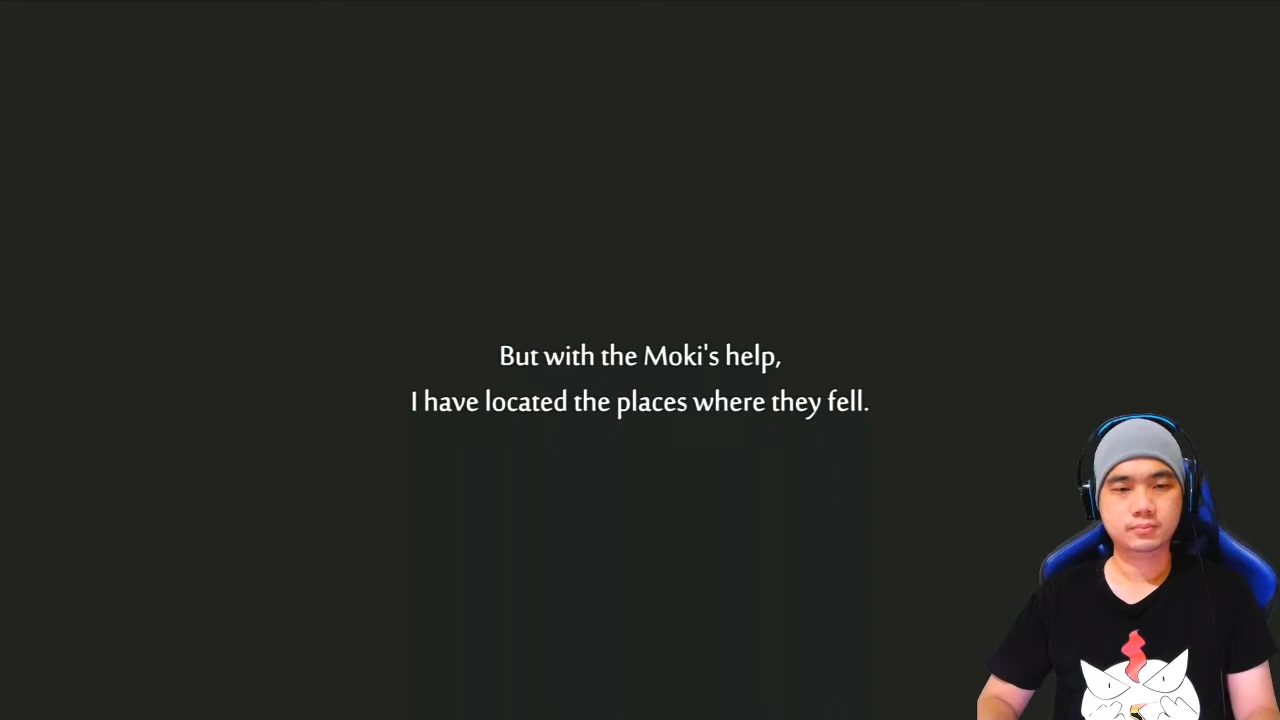 But with the Moki's help,
I have located the places where they fell.